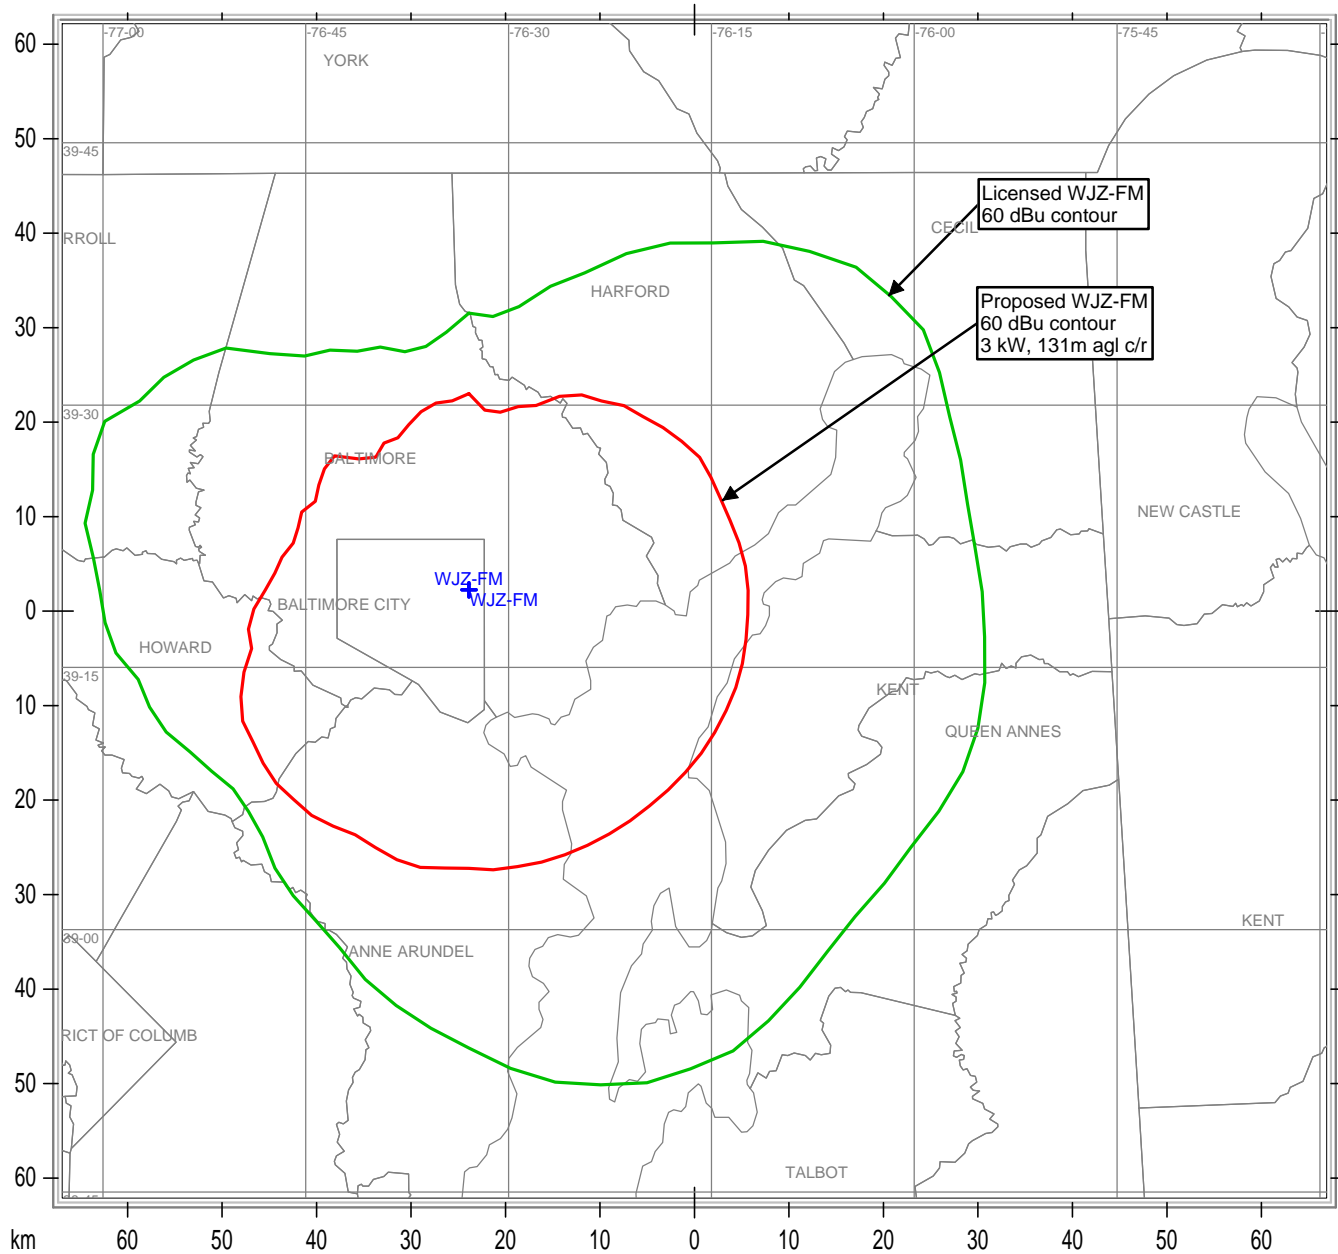 -77-00
-76-45
-76-30
-76-15
-76-00
-75-45
60
YORK
50
39-45
Licensed WJZ-FM
60 dBu contour
40
RROLL
CECIL
HARFORD
Proposed WJZ-FM
60 dBu contour
3 kW, 131m agl c/r
30
39-30
20
BALTIMORE
10
NEW CASTLE
WJZ-FM
WJZ-FM
BALTIMORE CITY
0
HOWARD
39-15
KENT
10
QUEEN ANNES
20
30
KENT
39-00
ANNE ARUNDEL
40
RICT OF COLUMB
50
TALBOT
60
km
60
50
40
30
20
10
0
10
20
30
40
50
60